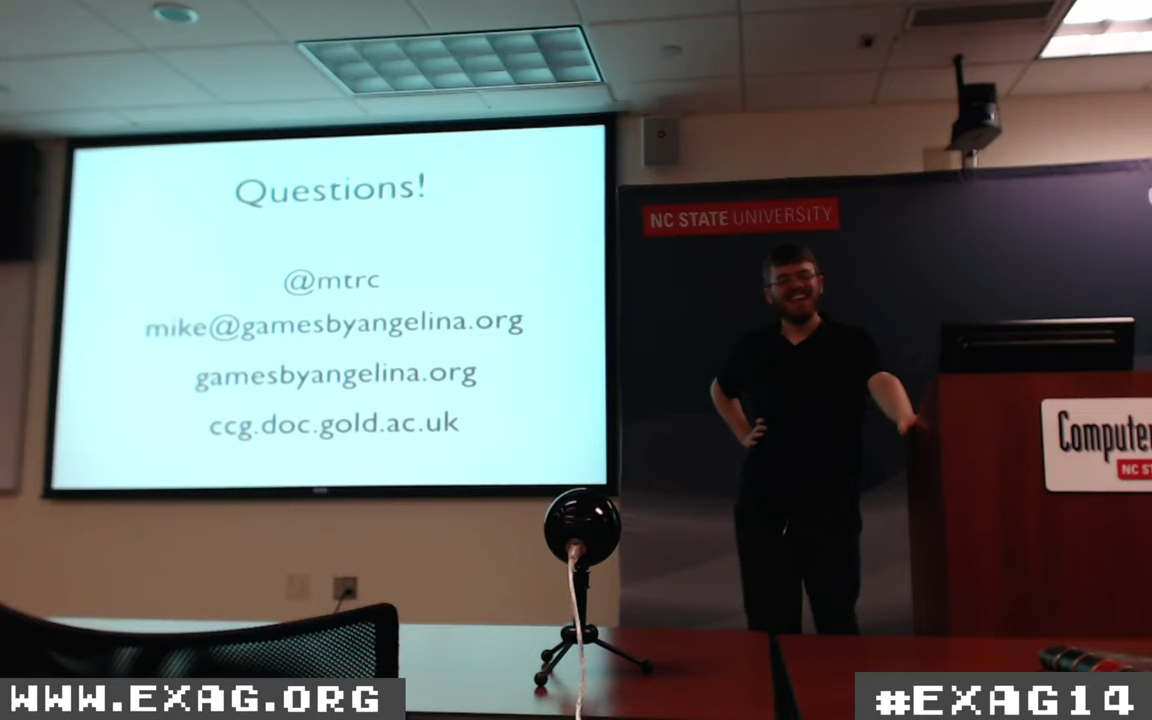 Questions!
@mtrc
mike@gamesbyangelina.org
gamesbyangelina.org
ccg.doc.gold.ac.uk
NC STATE UNIVERSITY
Computer
NC ST
WWW.EXAG.ORG
#EXAG14